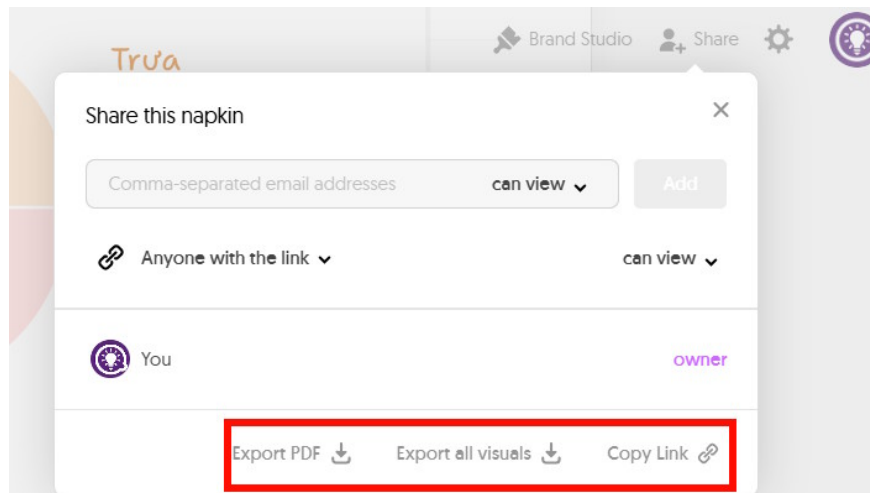 Brand Studio Share
Trưa
Share this napkin
Comma-separated email addresses can view Add
Anyone with the link can view
You owner
Export PDF Export all visuals Copy Link